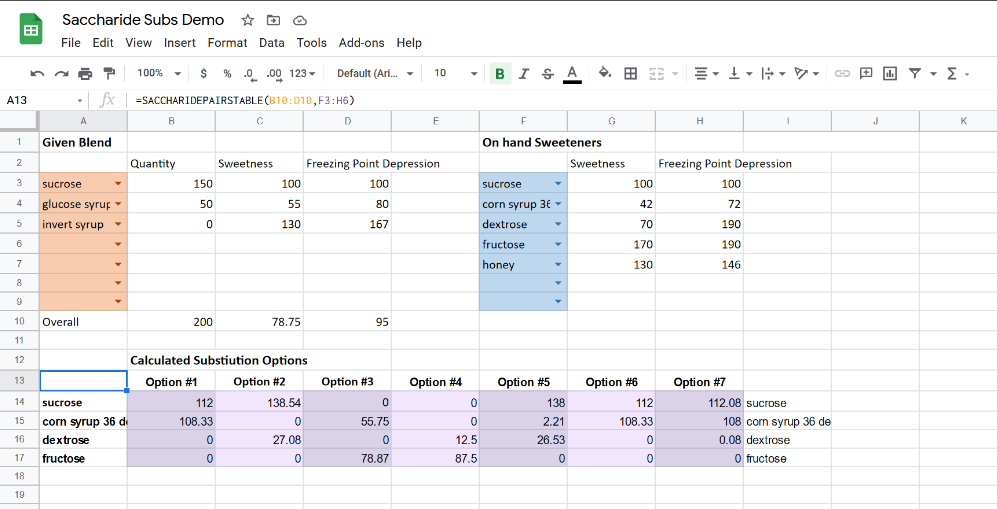 Saccharide Subs Demo
File Edit View Insert Format Data Tools Add-ons Help
100% $ % .0 .00 123 Default (Ari... 10 B I S A Σ
A13 fx =SACCHARIDEPAIRSTABLE(B10:D10,F3:H6)
A B C D E F G H I J K
1 Given Blend On hand Sweeteners
2 Quantity Sweetness Freezing Point Depression Sweetness Freezing Point Depression
3 sucrose 150 100 100 sucrose 100 100
4 glucose syrup 50 55 80 corn syrup 36 42 72
5 invert syrup 0 130 167 dextrose 70 190
6 fructose 170 190
7 honey 130 146
8
9
10 Overall 200 78.75 95
11
12 Calculated Substiution Options
13 Option #1 Option #2 Option #3 Option #4 Option #5 Option #6 Option #7
14 sucrose 112 138.54 0 0 138 112 112.08 sucrose
15 corn syrup 36 de 108.33 0 55.75 0 2.21 108.33 108 corn syrup 36 de
16 dextrose 0 27.08 0 12.5 26.53 0 0.08 dextrose
17 fructose 0 0 78.87 87.5 0 0 0 fructose
18
19